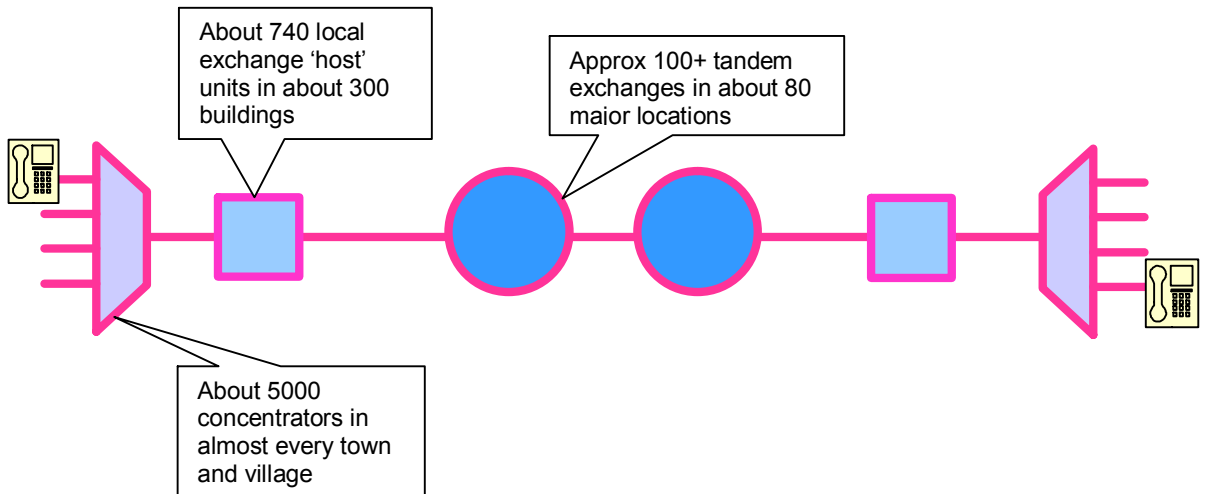 About 740 local
exchange ‘host’
units in about 300
buildings
Approx 100+ tandem
exchanges in about 80
major locations
About 5000
concentrators in
almost every town
and village